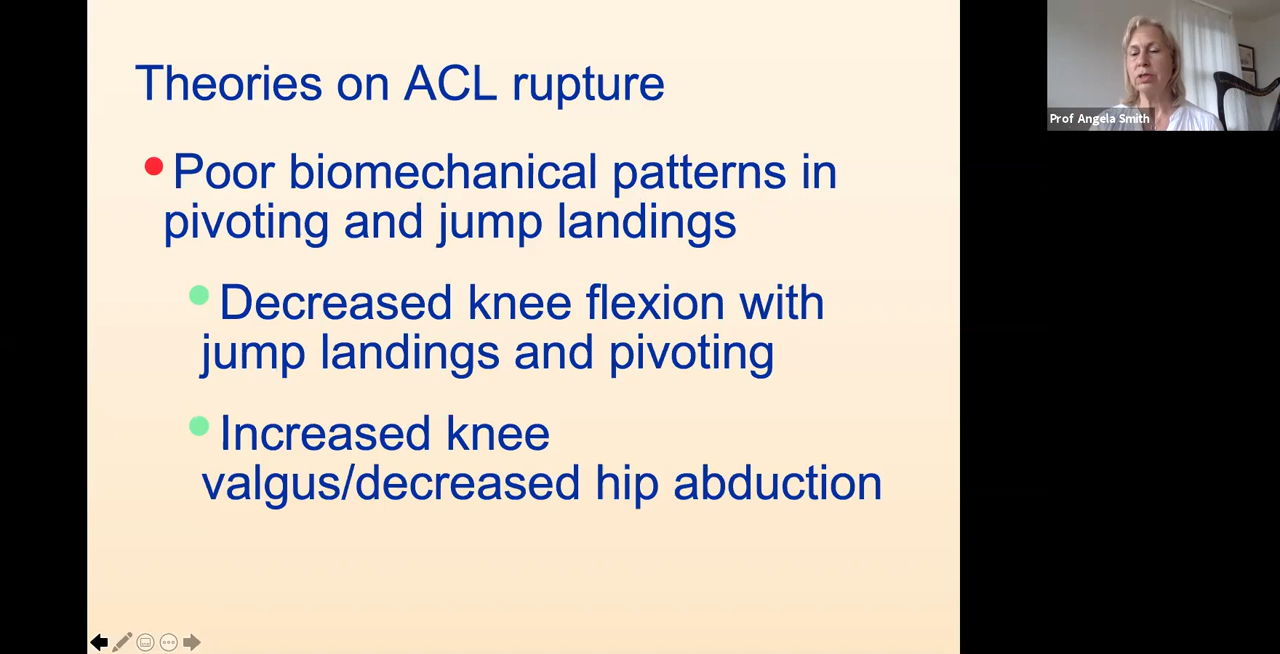 Theories on ACL rupture
Poor biomechanical patterns in
pivoting and jump landings
Decreased knee flexion with
jump landings and pivoting
Increased knee
valgus/decreased hip abduction
Prof Angela Smith